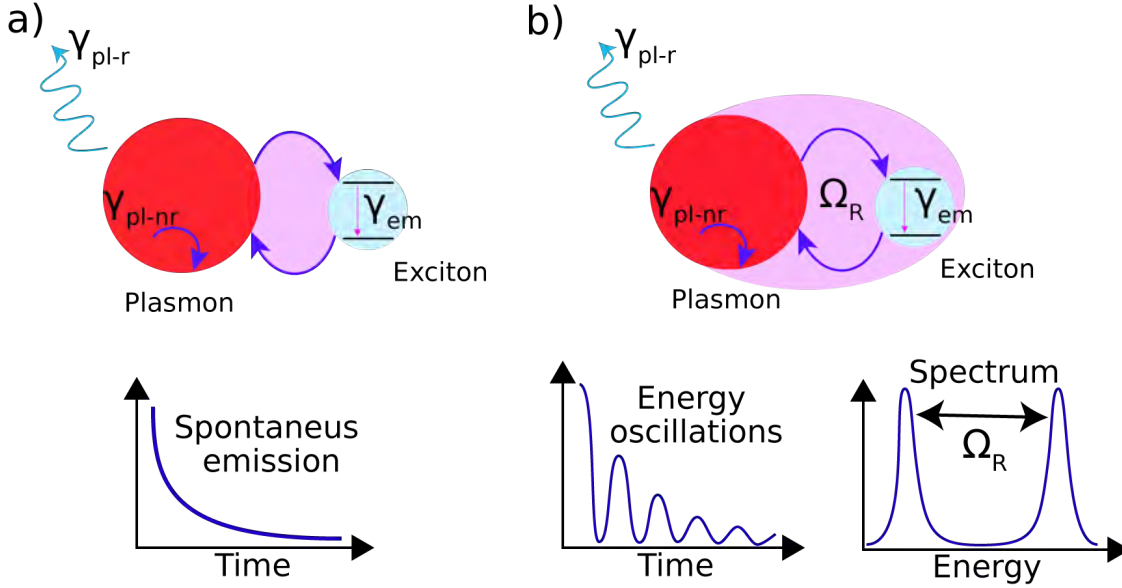 a)
γpl-r
γpl-nr
γem
Exciton
Plasmon
Spontaneus
emission
Time
b)
γpl-r
γpl-nr
ΩR
γem
Exciton
Plasmon
Energy
oscillations
Time
Spectrum
ΩR
Energy